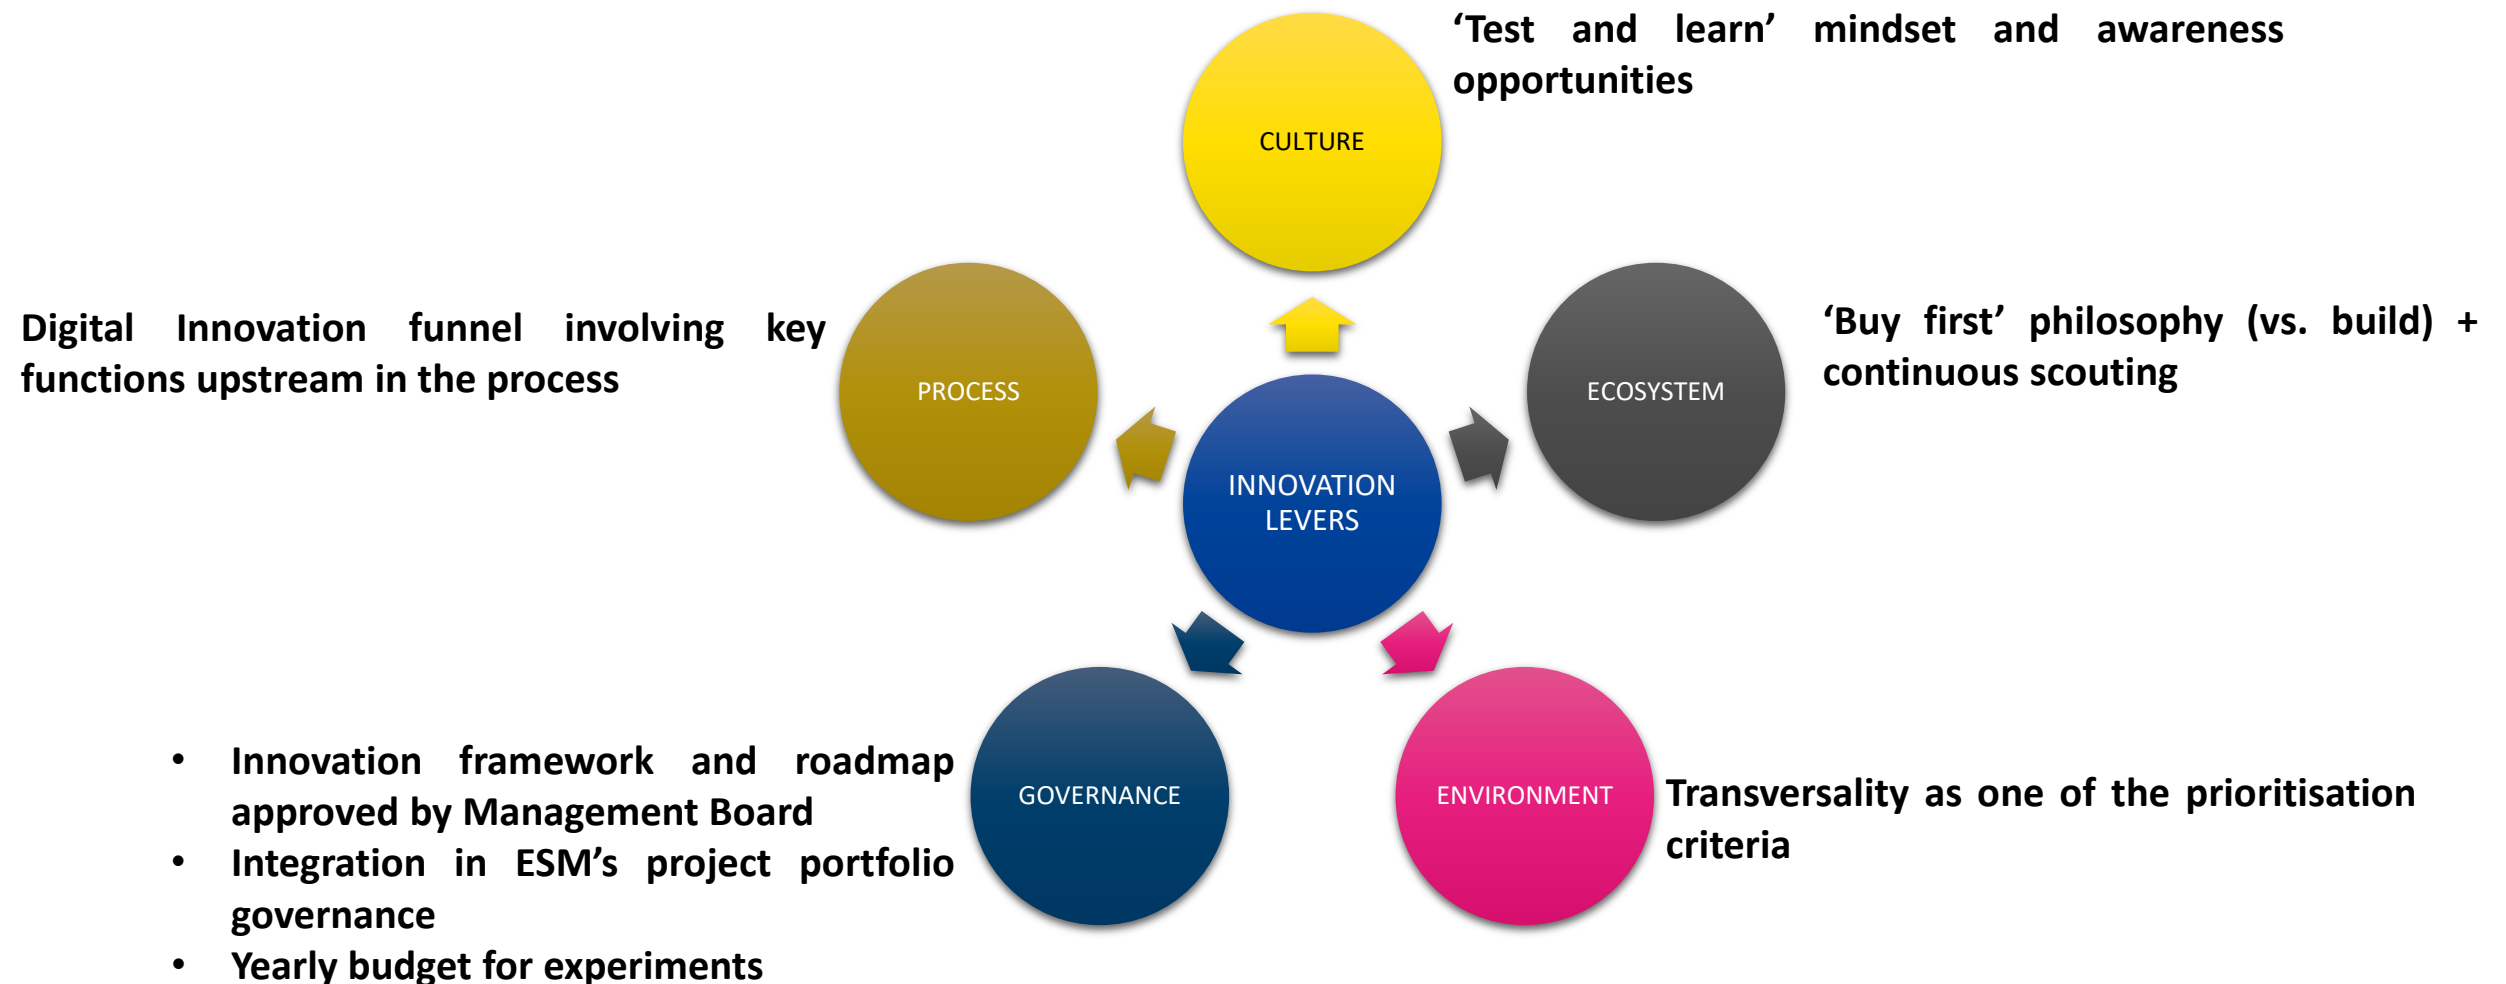 ‘Test and learn’ mindset and awareness
opportunities
CULTURE
Digital Innovation funnel involving key
functions upstream in the process
PROCESS
ECOSYSTEM
‘Buy first’ philosophy (vs. build) +
continuous scouting
INNOVATION
LEVERS
• Innovation framework and roadmap
approved by Management Board
• Integration in ESM’s project portfolio
governance
• Yearly budget for experiments
GOVERNANCE
ENVIRONMENT
Transversality as one of the prioritisation
criteria